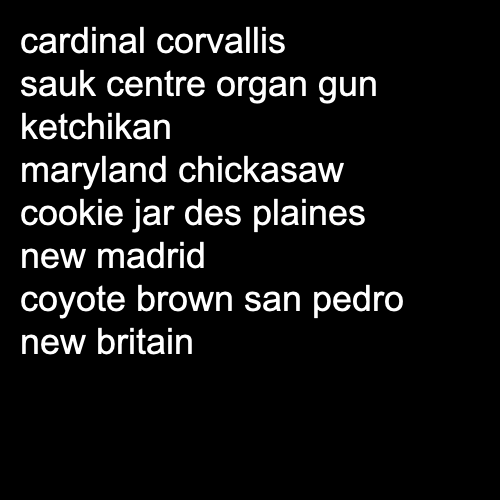 cardinal corvallis
sauk centre organ gun
ketchikan
maryland chickasaw
cookie jar des plaines
new madrid
coyote brown san pedro
new britain